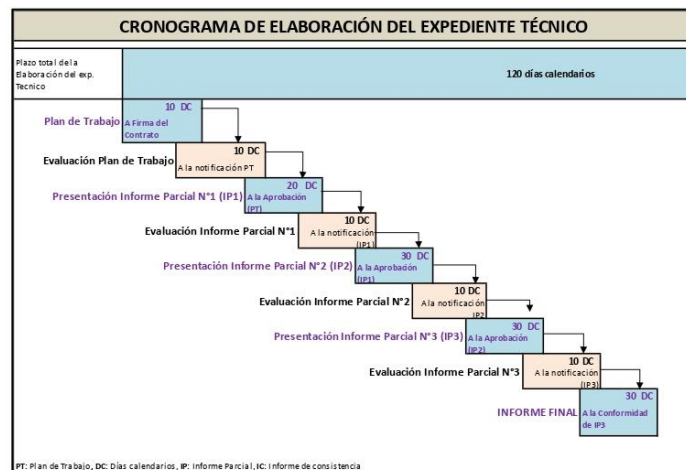 CRONOGRAMA DE ELABORACIÓN DEL EXPEDIENTE TÉCNICO
Plazo total de la
Elaboración del exp.
Tecnico
120 días calendarios
10 DC
Plan de Trabajo
A Firma del
Contrato
10 DC
Evaluación Plan de Trabajo
A la notificación PT
20 DC
Presentación Informe Parcial N°1 (IP1)
A la Aprobación
(PT)
10 DC
Evaluación Informe Parcial N°1
A la notificación
(IP1)
30 DC
Presentación Informe Parcial N°2 (IP2)
A la Aprobación
(IP1)
10 DC
Evaluación Informe Parcial N°2
A la notificación
IP2
30 DC
Presentación Informe Parcial N°3 (IP3)
A la Aprobación
(IP2)
10 DC
Evaluación Informe Parcial N°3
A la notificación
(IP3)
30 DC
INFORME FINAL
A la Conformidad
de IP3
PT: Plan de Trabajo, DC: Días calendarios, IP: Informe Parcial, IC: Informe de consistencia